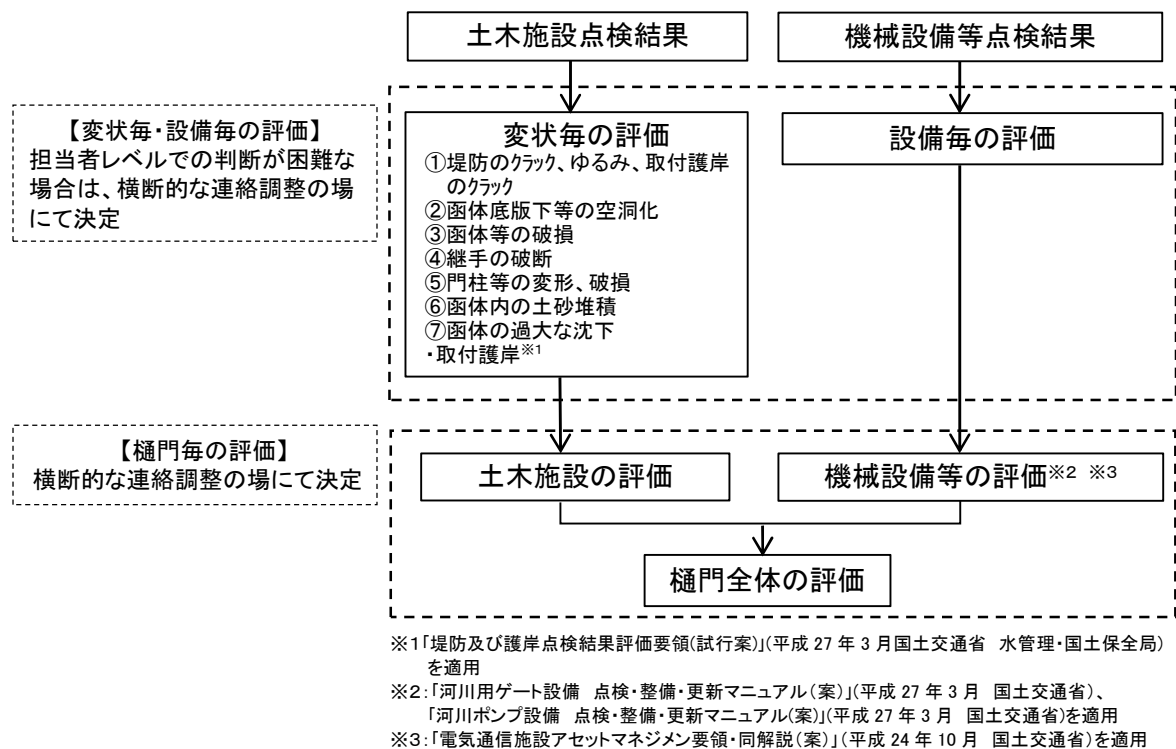 土木施設点検結果
機械設備等点検結果
【変状毎・設備毎の評価】
担当者レベルでの判断が困難な
場合は、横断的な連絡調整の場
にて決定
変状毎の評価
①堤防のクラック、ゆるみ、取付護岸
のクラック
②函体底版下等の空洞化
③函体等の破損
④継手の破断
⑤門柱等の変形、破損
⑥函体内の土砂堆積
⑦函体の過大な沈下
・取付護岸※1
設備毎の評価
【樋門毎の評価】
横断的な連絡調整の場にて決定
土木施設の評価
機械設備等の評価※2 ※3
樋門全体の評価
※1「堤防及び護岸点検結果評価要領(試行案)」(平成 27 年 3 月国土交通省 水管理・国土保全局)
を適用
※2:「河川用ゲート設備 点検・整備・更新マニュアル(案)」(平成 27 年 3 月 国土交通省)、
「河川ポンプ設備 点検・整備・更新マニュアル(案)」(平成 27 年 3 月 国土交通省)を適用
※3:「電気通信施設アセットマネジメン要領・同解説(案)」(平成 24 年 10 月 国土交通省)を適用